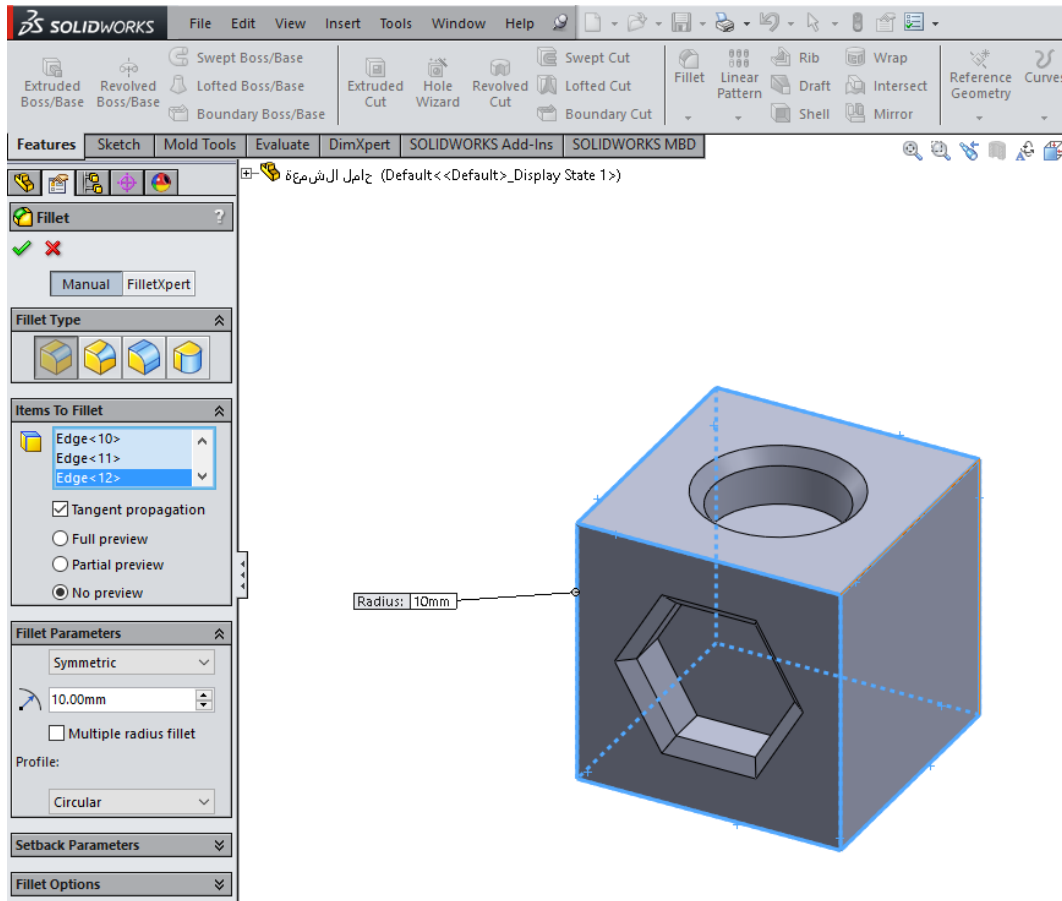 SOLIDWORKS File Edit View Insert Tools Window Help
Extruded Boss/Base
Revolved Boss/Base
Swept Boss/Base
Lofted Boss/Base
Boundary Boss/Base
Extruded Cut
Hole Wizard
Revolved Cut
Swept Cut
Lofted Cut
Boundary Cut
Fillet
Linear Pattern
Rib
Draft
Shell
Wrap
Intersect
Mirror
Reference Geometry
Curves
Features Sketch Mold Tools Evaluate DimXpert SOLIDWORKS Add-Ins SOLIDWORKS MBD
حامل الشمعة (Default<<Default>_Display State 1>)
Fillet ?
Manual FilletXpert
Fillet Type
Items To Fillet
Edge<10>
Edge<11>
Edge<12>
Tangent propagation
Full preview
Partial preview
No preview
Radius: 10mm
Fillet Parameters
Symmetric
10.00mm
Multiple radius fillet
Profile:
Circular
Setback Parameters
Fillet Options